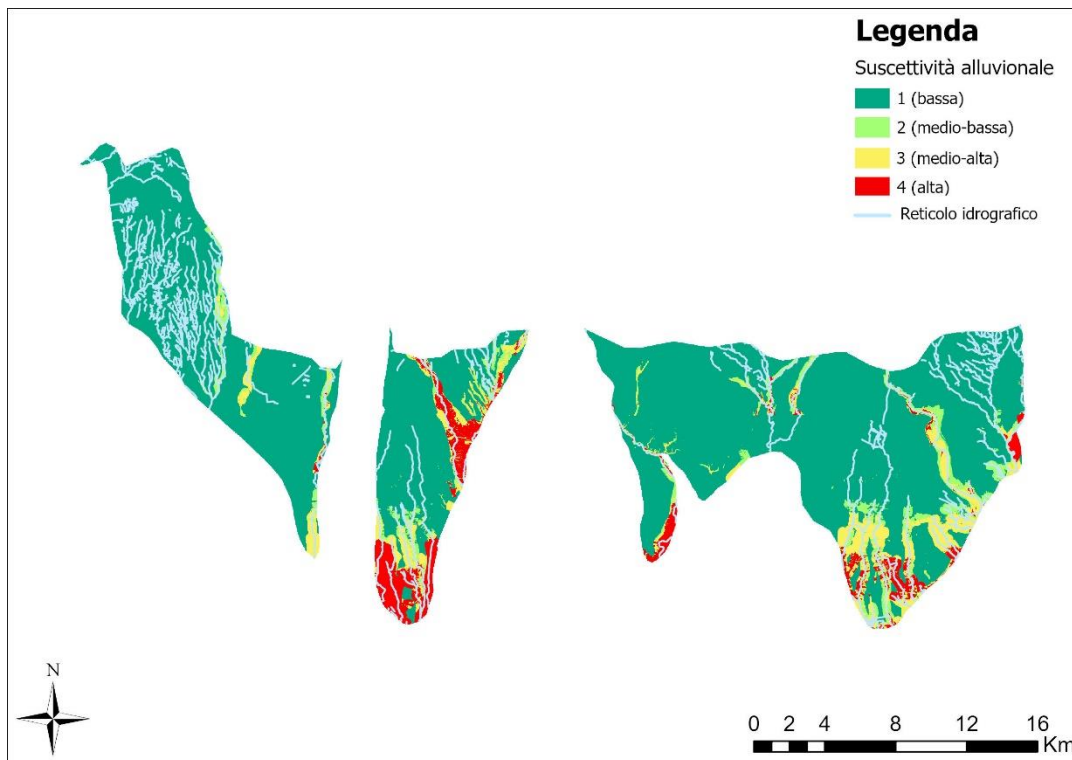 Legenda
Suscettività alluvionale
1 (bassa)
2 (medio-bassa)
3 (medio-alta)
4 (alta)
Reticolo idrografico
N
0 2 4 8 12 16
Km